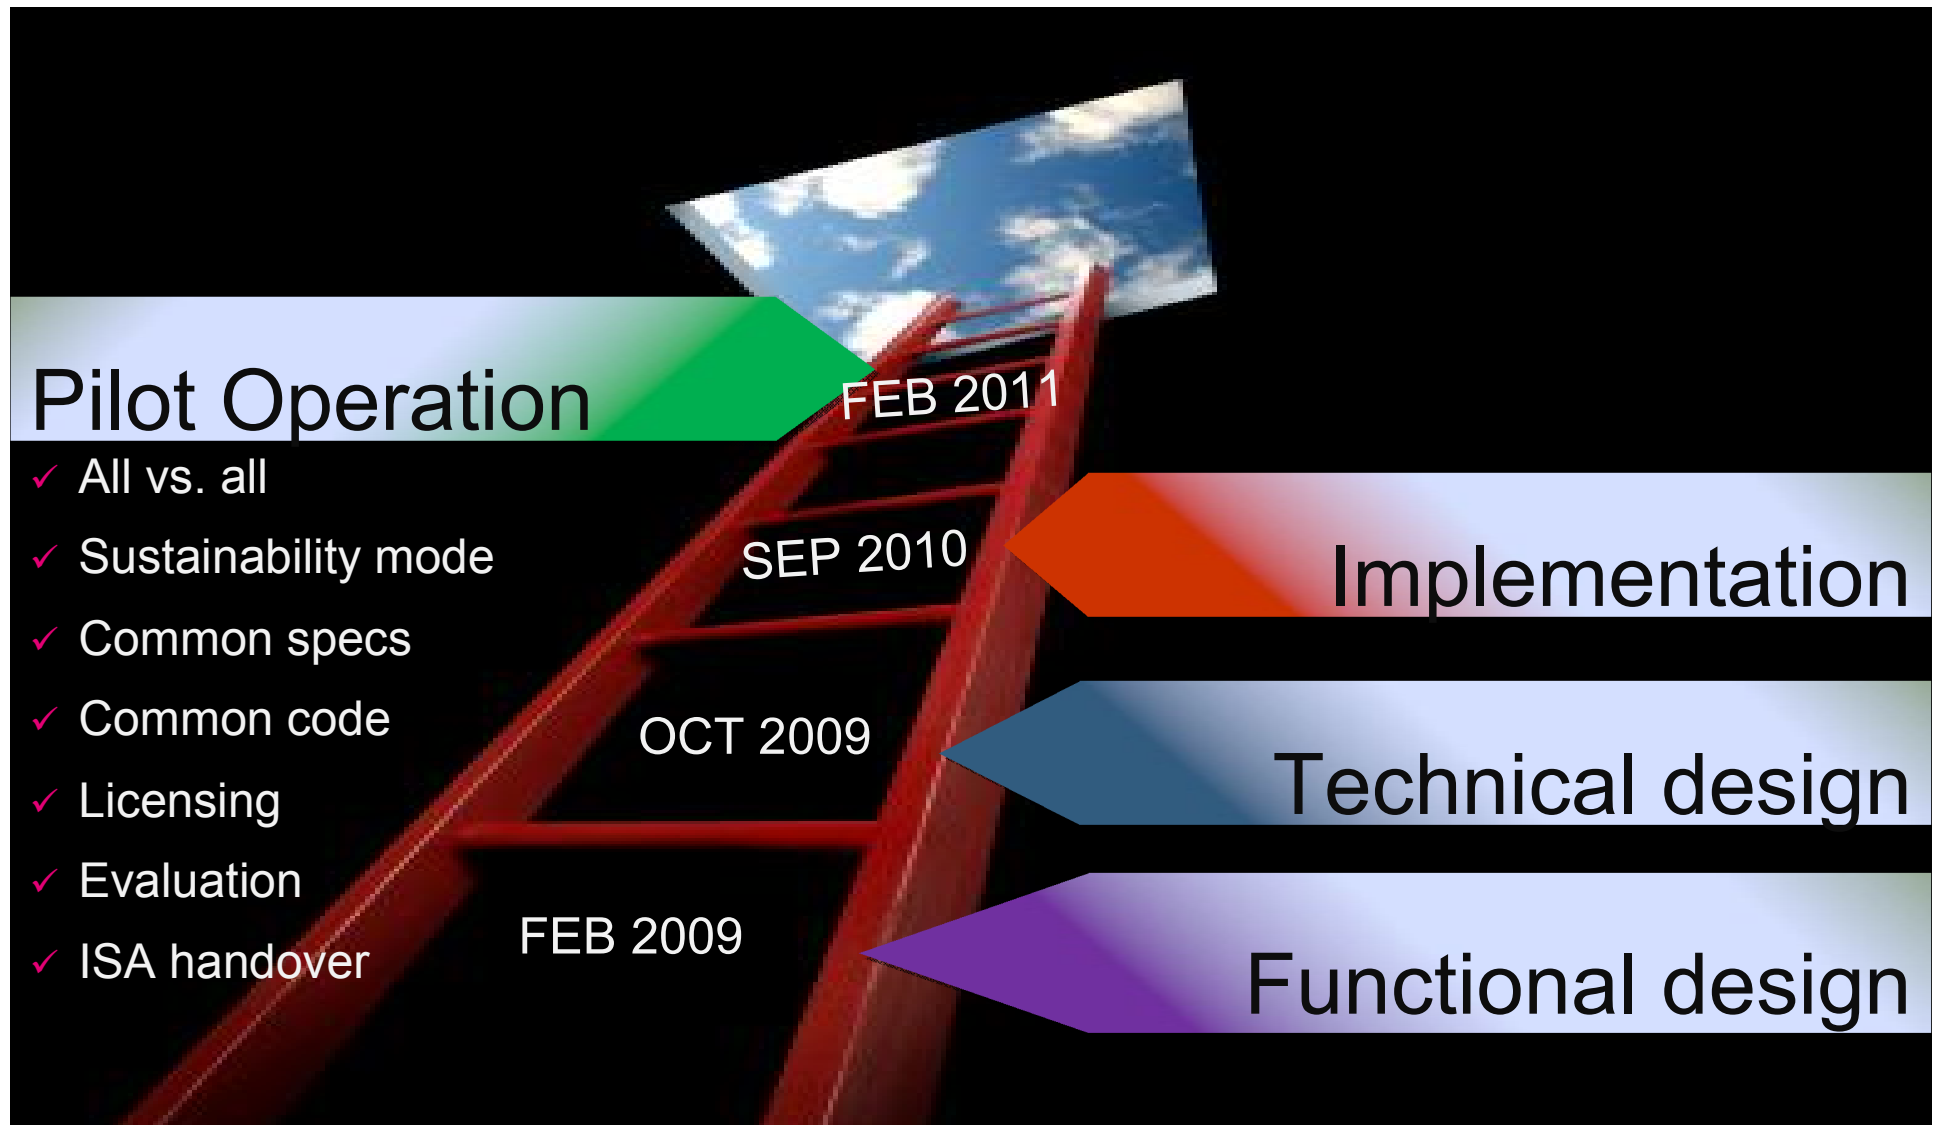 Pilot Operation
All vs. all
Sustainability mode
Common specs
Common code
Licensing
Evaluation
ISA handover
FEB 2011
SEP 2010
OCT 2009
FEB 2009
Implementation
Technical design
Functional design